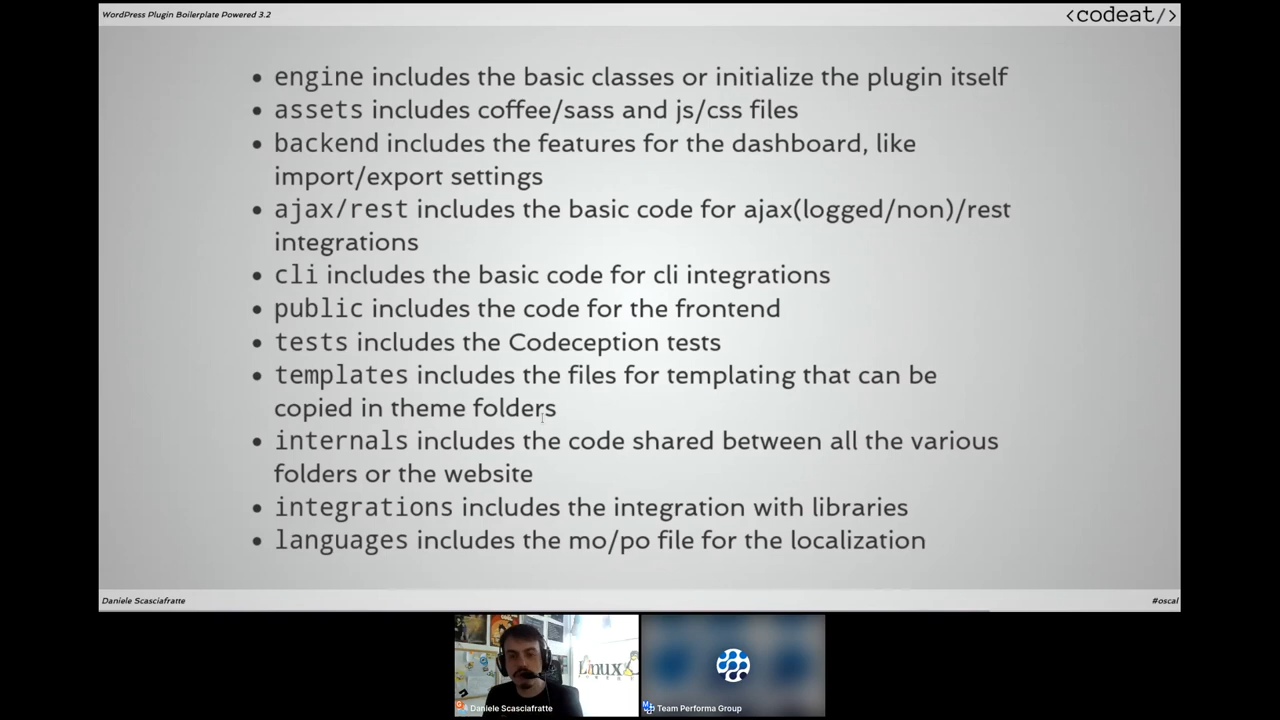 WordPress Plugin Boilerplate Powered 3.2
<codeat/>
engine includes the basic classes or initialize the plugin itself
assets includes coffee/sass and js/css files
backend includes the features for the dashboard, like
import/export settings
ajax/rest includes the basic code for ajax(logged/non)/rest
integrations
cli includes the basic code for cli integrations
public includes the code for the frontend
tests includes the Codeception tests
templates includes the files for templating that can be
copied in theme folders
internals includes the code shared between all the various
folders or the website
integrations includes the integration with libraries
languages includes the mo/po file for the localization
Daniele Scasciafratte
#oscal
Linux
Daniele Scasciafratte
Team Performa Group